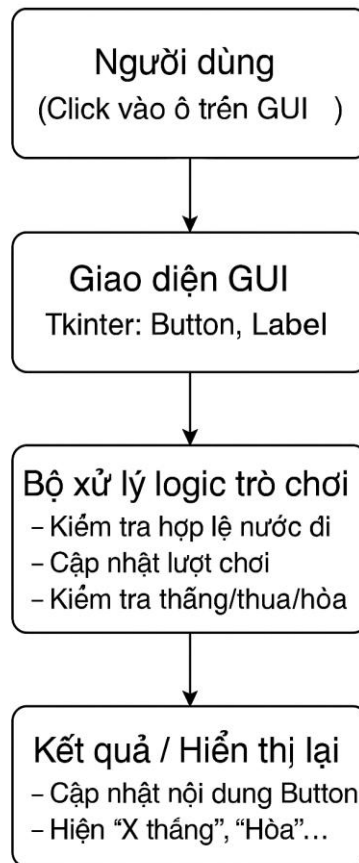 Người dùng
(Click vào ô trên GUI )
Giao diện GUI
Tkinter: Button, Label
Bộ xử lý logic trò chơi
– Kiểm tra hợp lệ nước đi
– Cập nhật lượt chơi
– Kiểm tra thắng/thua/hòa
Kết quả / Hiển thị lại
– Cập nhật nội dung Button
– Hiện “X thắng”, “Hòa”...